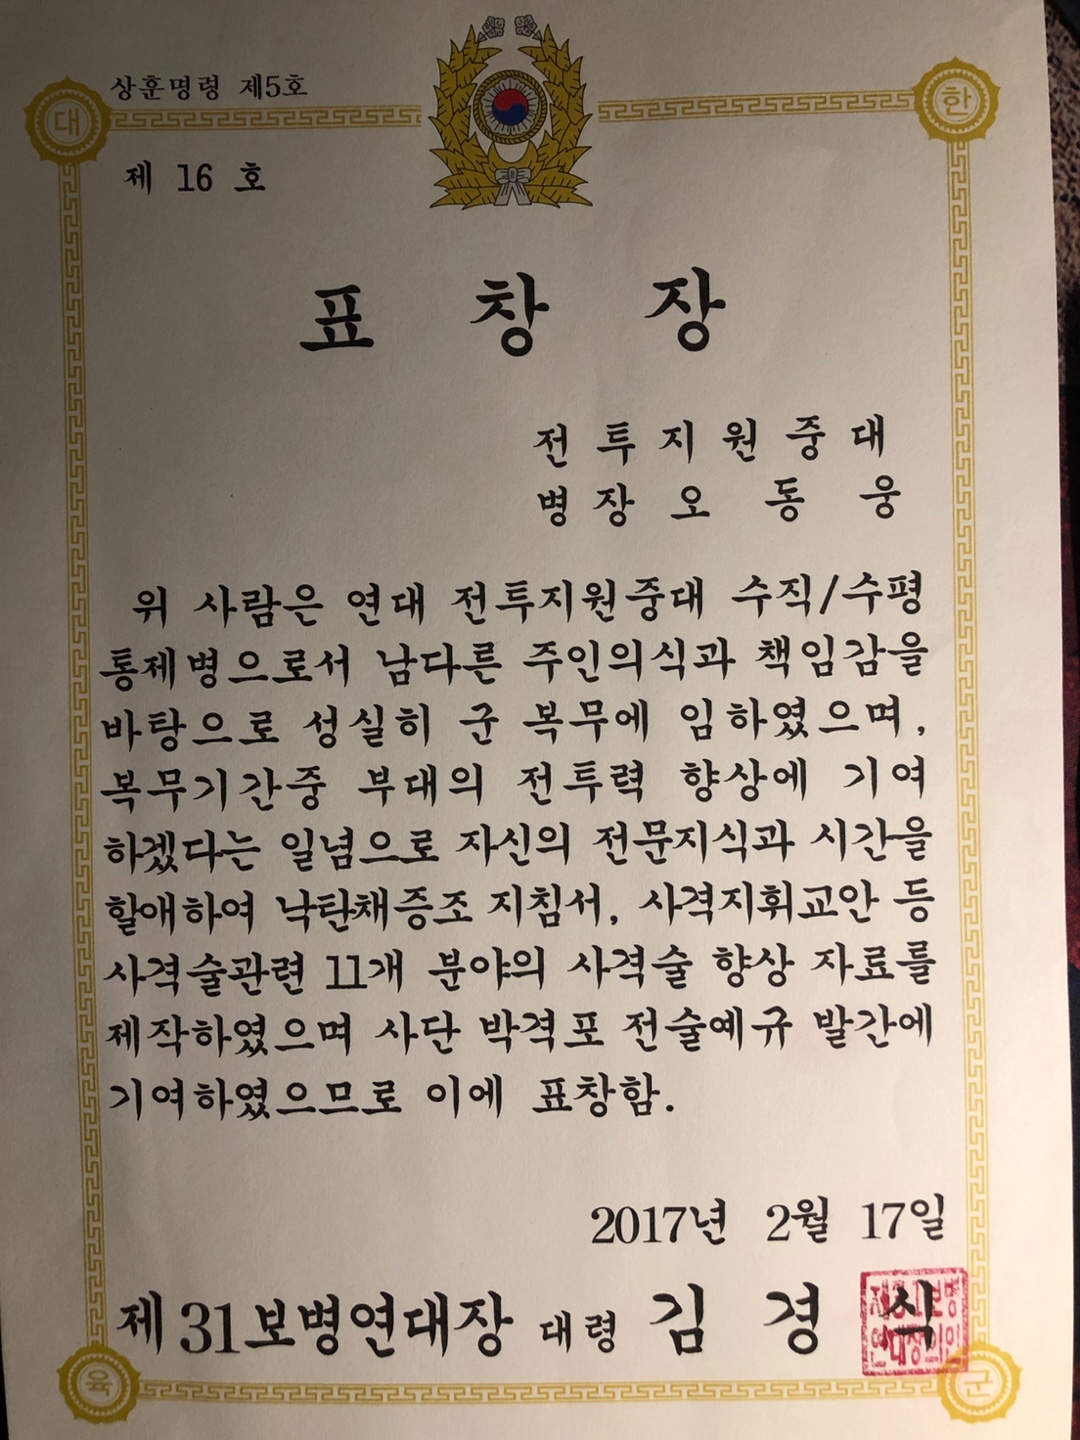 상훈명령 제5호
대
한
제 16 호
표 창 장
전투지원중대
병장 오 동 웅
위 사람은 연대 전투지원중대 수직/수평
통제병으로서 남다른 주인의식과 책임감을
바탕으로 성실히 군 복무에 임하였으며,
복무기간중 부대의 전투력 향상에 기여
하겠다는 일념으로 자신의 전문지식과 시간을
할애하여 낙탄채증조 지침서, 사격지휘교안 등
사격술관련 11개 분야의 사격술 향상 자료를
제작하였으며 사단 박격포 전술예규 발간에
기여하였으므로 이에 표창함.
2017년 2월 17일
제31보병연대장 대령 김 경 식
제31보병
연대장의인
육
군